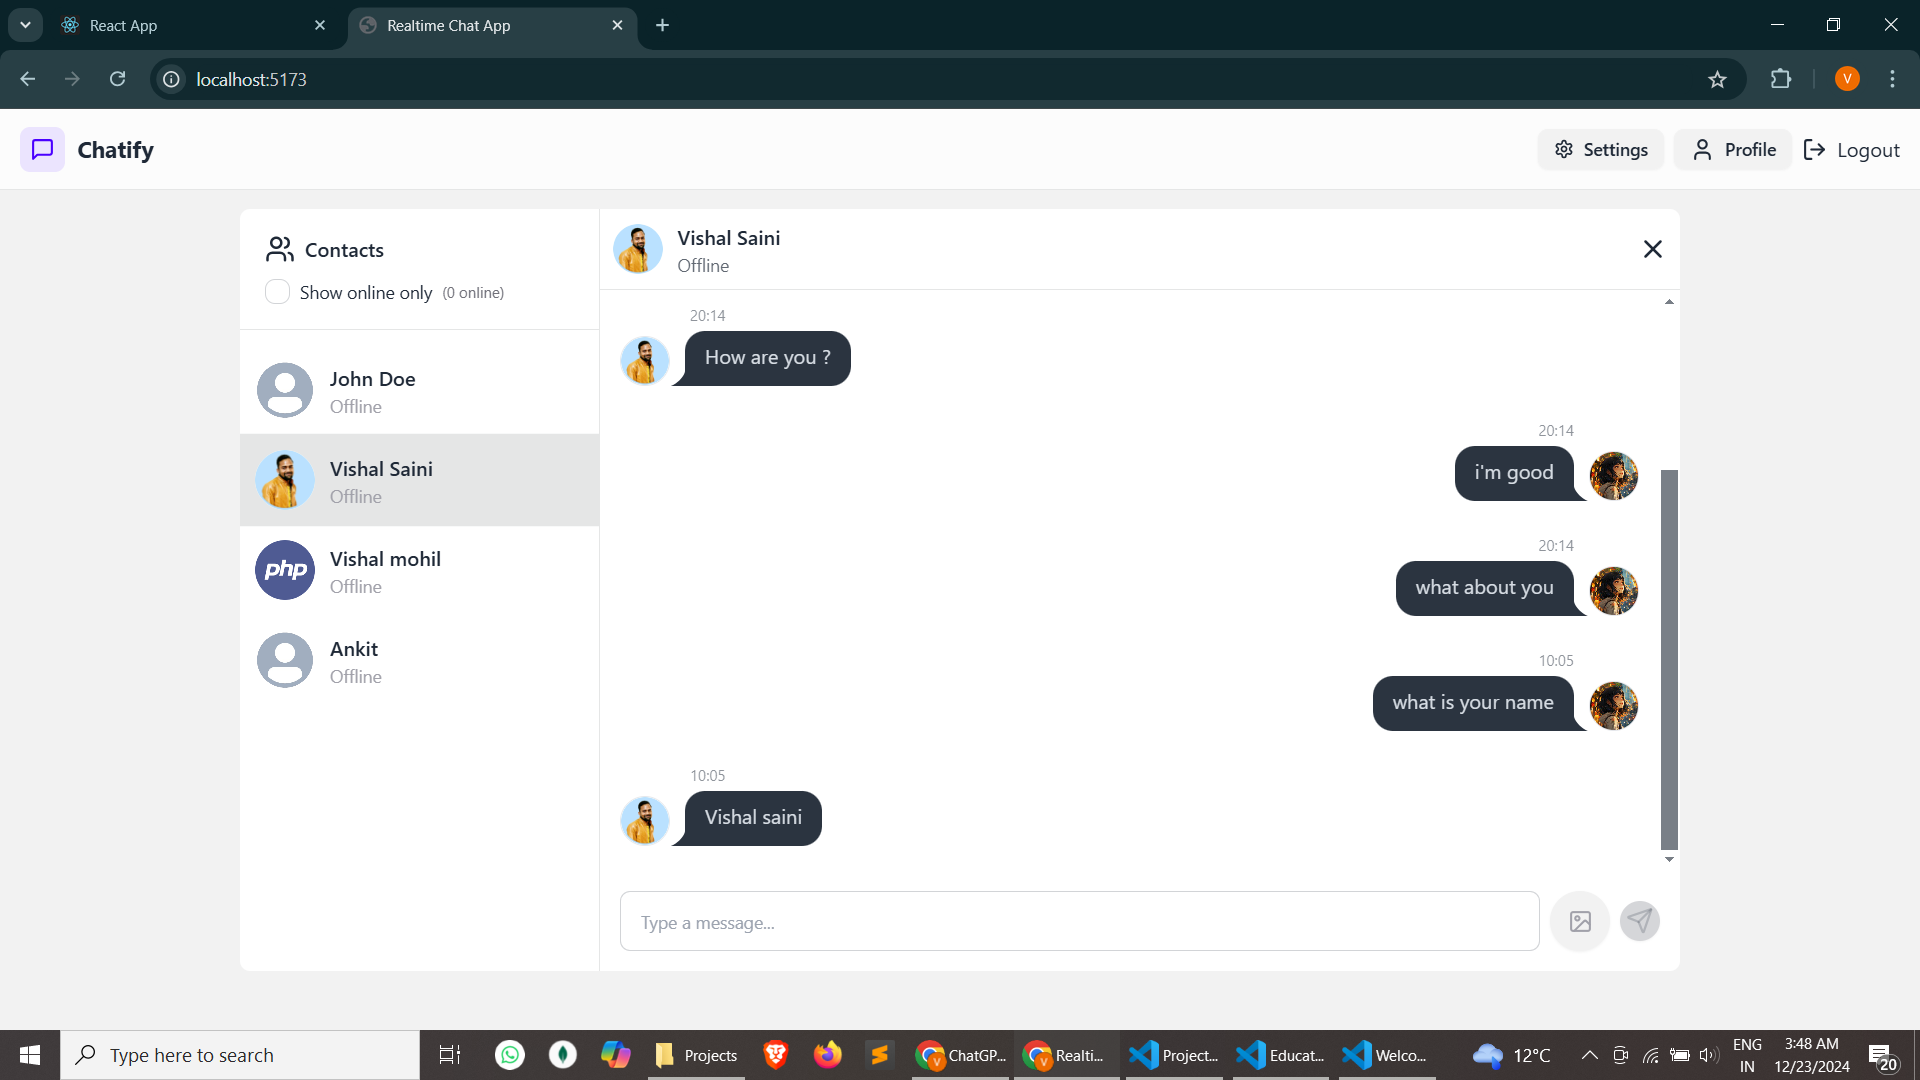 React App
Realtime Chat App
localhost:5173
V
Chatify
Settings
Profile
Logout
Contacts
Show online only (0 online)
John Doe
Offline
Vishal Saini
Offline
php
Vishal mohil
Offline
Ankit
Offline
Vishal Saini
Offline
20:14
How are you ?
20:14
i'm good
20:14
what about you
10:05
what is your name
10:05
Vishal saini
Type a message...
Type here to search
Projects
V
ChatGP...
V
Realti...
Project...
Educat...
Welco...
12°C
ENG
IN
3:48 AM
12/23/2024
20